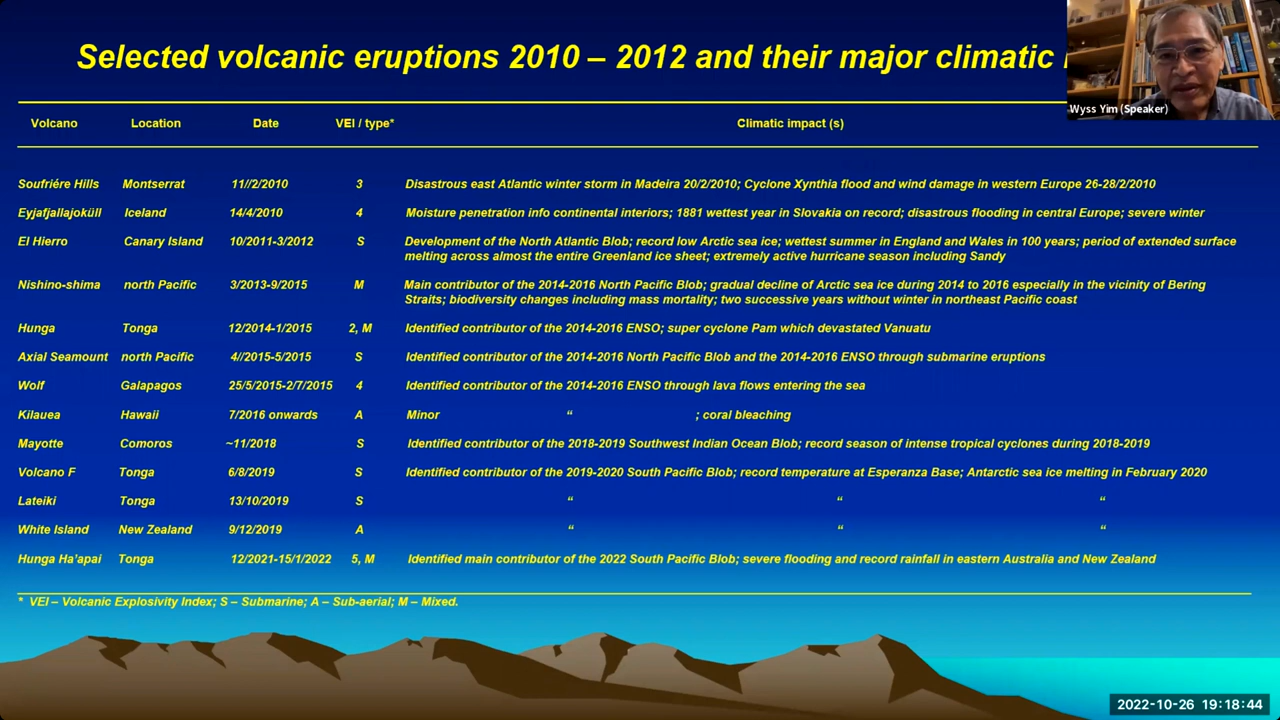 Selected volcanic eruptions 2010 – 2012 and their major climatic
Wyss Yim (Speaker)
Volcano Location Date VEI / type* Climatic impact (s)
Soufriére Hills Montserrat 11//2/2010 3 Disastrous east Atlantic winter storm in Madeira 20/2/2010; Cyclone Xynthia flood and wind damage in western Europe 26-28/2/2010
Eyjafjallajoküll Iceland 14/4/2010 4 Moisture penetration info continental interiors; 1881 wettest year in Slovakia on record; disastrous flooding in central Europe; severe winter
El Hierro Canary Island 10/2011-3/2012 S Development of the North Atlantic Blob; record low Arctic sea ice; wettest summer in England and Wales in 100 years; period of extended surface
melting across almost the entire Greenland ice sheet; extremely active hurricane season including Sandy
Nishino-shima north Pacific 3/2013-9/2015 M Main contributor of the 2014-2016 North Pacific Blob; gradual decline of Arctic sea ice during 2014 to 2016 especially in the vicinity of Bering
Straits; biodiversity changes including mass mortality; two successive years without winter in northeast Pacific coast
Hunga Tonga 12/2014-1/2015 2, M Identified contributor of the 2014-2016 ENSO; super cyclone Pam which devastated Vanuatu
Axial Seamount north Pacific 4//2015-5/2015 S Identified contributor of the 2014-2016 North Pacific Blob and the 2014-2016 ENSO through submarine eruptions
Wolf Galapagos 25/5/2015-2/7/2015 4 Identified contributor of the 2014-2016 ENSO through lava flows entering the sea
Kilauea Hawaii 7/2016 onwards A Minor “ ; coral bleaching
Mayotte Comoros ~11/2018 S Identified contributor of the 2018-2019 Southwest Indian Ocean Blob; record season of intense tropical cyclones during 2018-2019
Volcano F Tonga 6/8/2019 S Identified contributor of the 2019-2020 South Pacific Blob; record temperature at Esperanza Base; Antarctic sea ice melting in February 2020
Lateiki Tonga 13/10/2019 S “ “ “
White Island New Zealand 9/12/2019 A “ “ “
Hunga Ha’apai Tonga 12/2021-15/1/2022 5, M Identified main contributor of the 2022 South Pacific Blob; severe flooding and record rainfall in eastern Australia and New Zealand
* VEI – Volcanic Explosivity Index; S – Submarine; A – Sub-aerial; M – Mixed.
2022-10-26 19:18:44